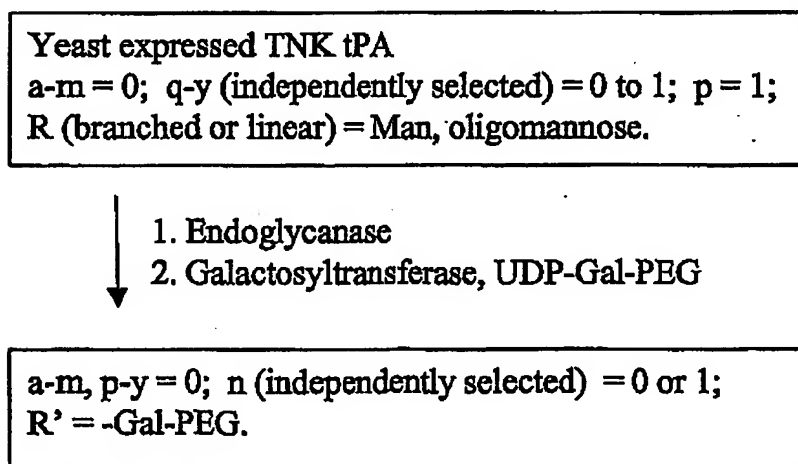 Yeast expressed TNK tPA
a-m = 0; q-y (independently selected) = 0 to 1; p = 1;
R (branched or linear) = Man, oligomannose.
1. Endoglycanase
2. Galactosyltransferase, UDP-Gal-PEG
a-m, p-y = 0; n (independently selected) = 0 or 1;
R' = -Gal-PEG.